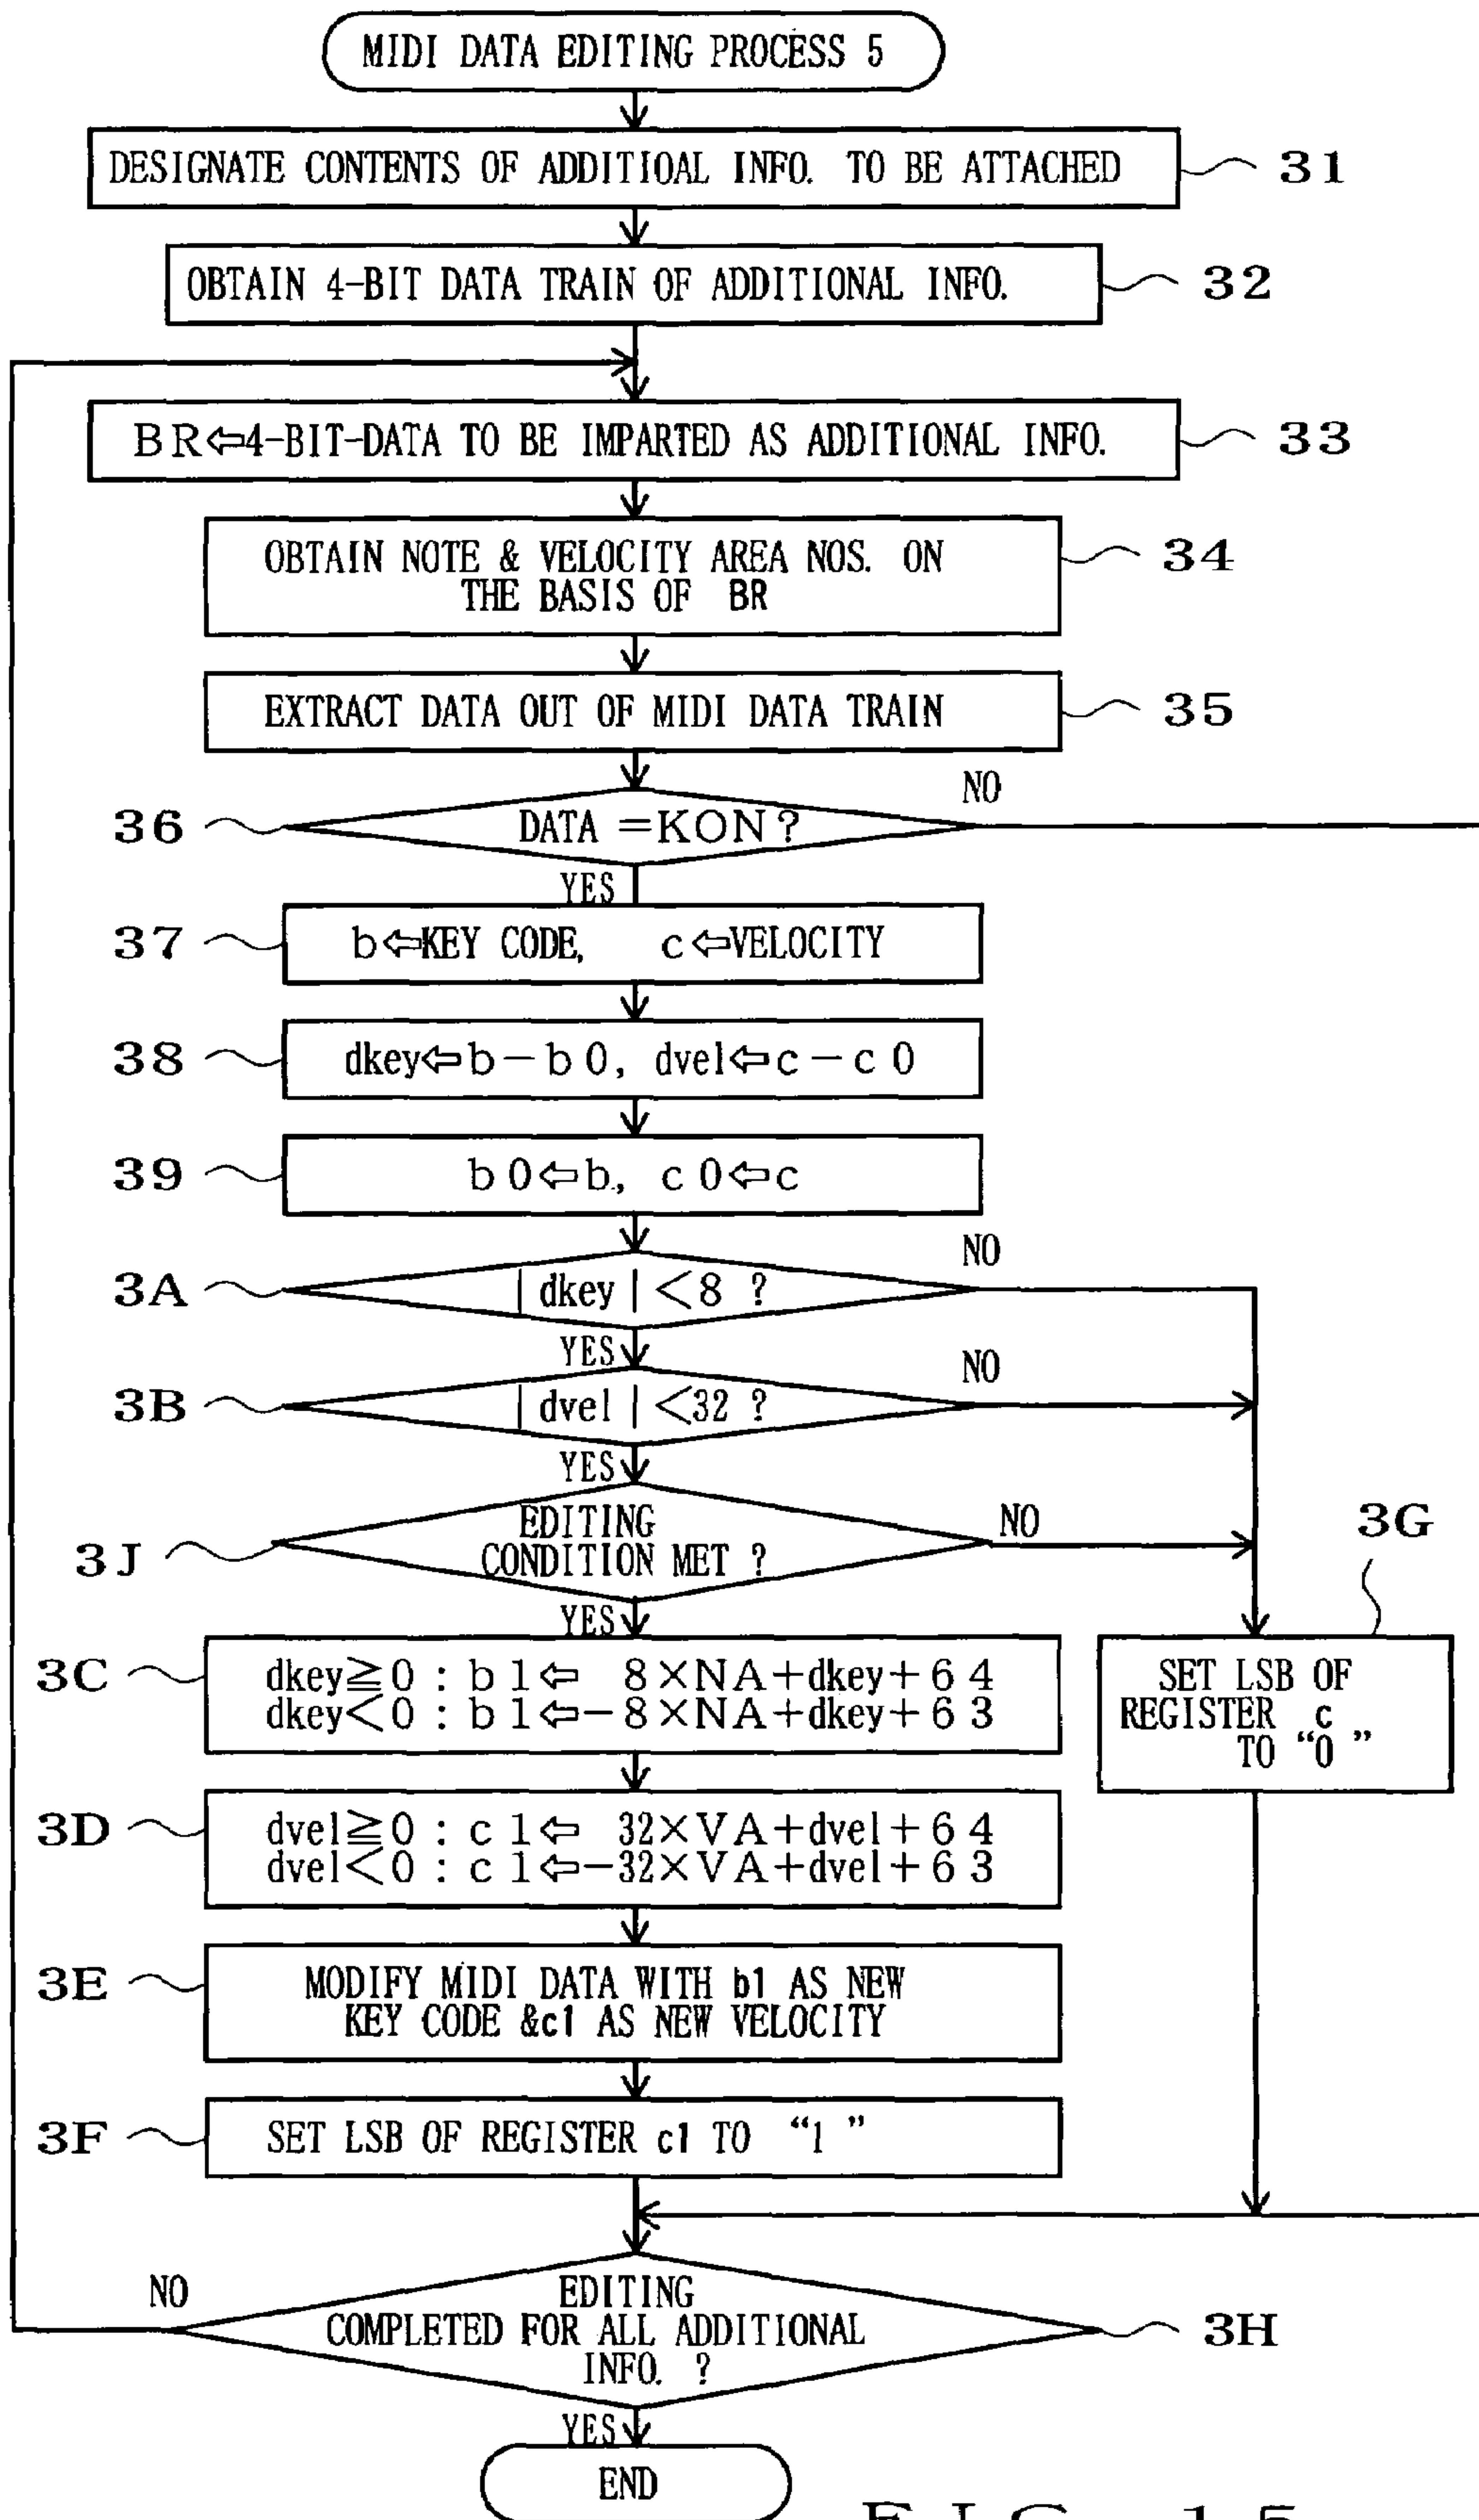 MIDI DATA EDITING PROCESS 5
DESIGNATE CONTENTS OF ADDITIOAL INFO. TO BE ATTACHED
31
OBTAIN 4-BIT DATA TRAIN OF ADDITIONAL INFO.
32
BR⇦4-BIT-DATA TO BE IMPARTED AS ADDITIONAL INFO.
33
OBTAIN NOTE & VELOCITY AREA NOS. ON
THE BASIS OF BR
34
EXTRACT DATA OUT OF MIDI DATA TRAIN
35
NO
36
DATA =KON?
YES
37
b⇦KEY CODE, c⇦VELOCITY
38
dkey⇦b-b0, dvel⇦c-c0
39
b0⇦b, c0⇦c
NO
3A
|dkey|<8 ?
YES
NO
3B
|dvel|<32 ?
YES
3J
EDITING
CONDITION MET ?
NO
YES
3G
SET LSB OF
REGISTER c
TO “0”
3C
dkey≧0 : b1⇦ 8×NA+dkey+64
dkey<0 : b1⇦-8×NA+dkey+63
3D
dvel≧0 : c1⇦ 32×VA+dvel+64
dvel<0 : c1⇦-32×VA+dvel+63
3E
MODIFY MIDI DATA WITH b1 AS NEW
KEY CODE &c1 AS NEW VELOCITY
3F
SET LSB OF REGISTER c1 TO “1”
NO
EDITING
COMPLETED FOR ALL ADDITIONAL
INFO. ?
3H
YES
END
FIG. 15